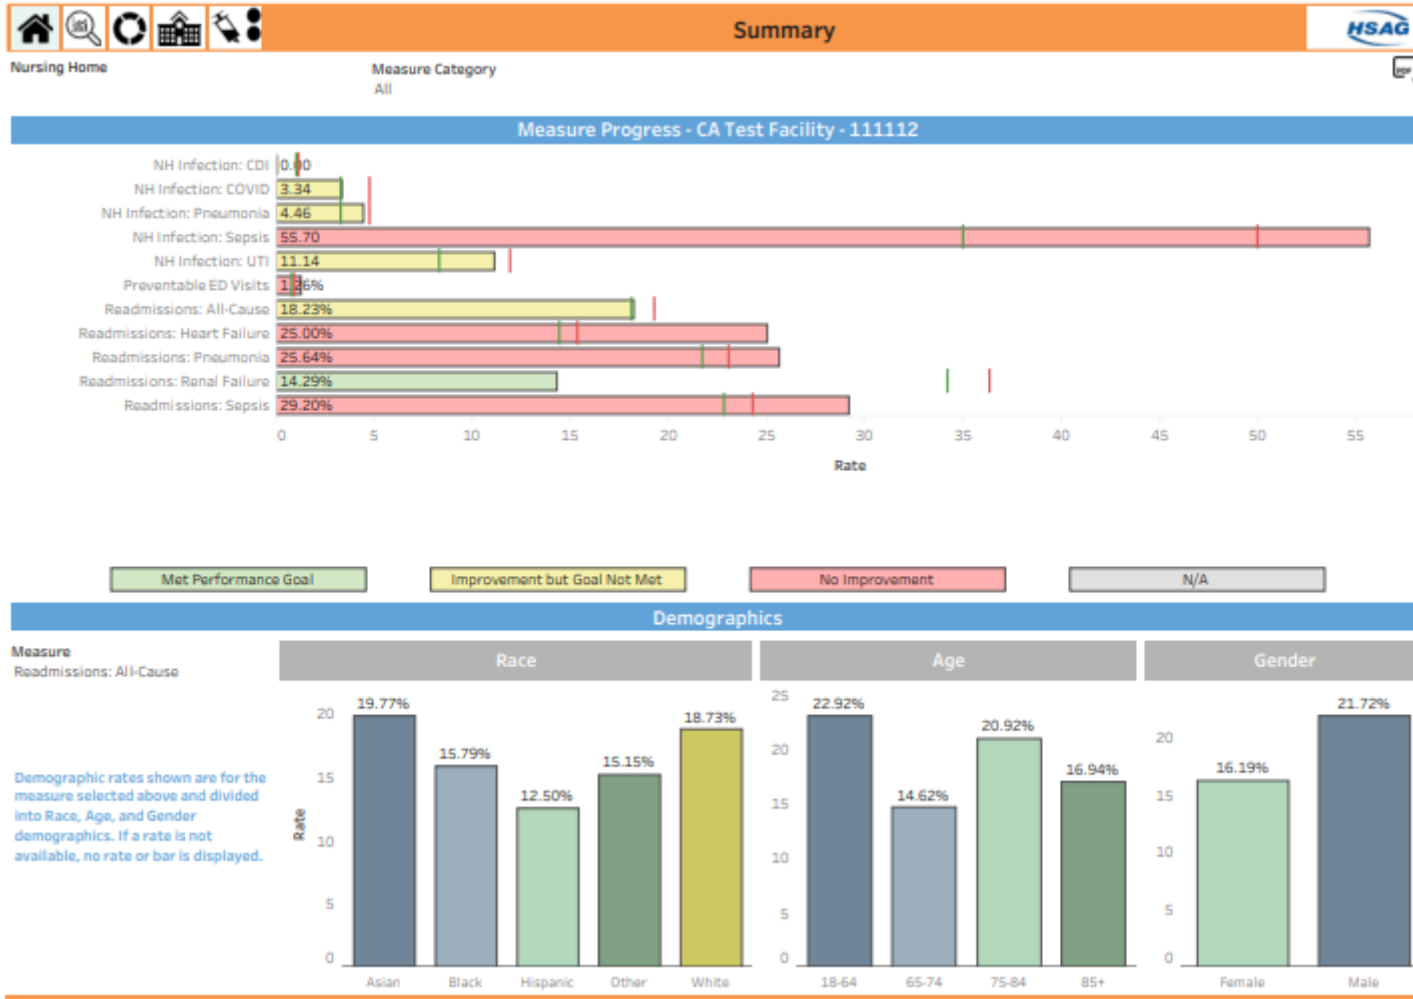 Summary
HSAG
Nursing Home
Measure Category
All
PDF
Measure Progress - CA Test Facility - 111112
NH Infection: CDI 0.00
NH Infection: COVID 3.34
NH Infection: Pneumonia 4.46
NH Infection: Sepsis 55.70
NH Infection: UTI 11.14
Preventable ED Visits 1.26%
Readmissions: All-Cause 18.23%
Readmissions: Heart Failure 25.00%
Readmissions: Pneumonia 25.64%
Readmissions: Renal Failure 14.29%
Readmissions: Sepsis 29.20%
0 5 10 15 20 25 30 35 40 45 50 55
Rate
Met Performance Goal Improvement but Goal Not Met No Improvement N/A
Demographics
Measure
Readmissions: All-Cause
Demographic rates shown are for the
measure selected above and divided
into Race, Age, and Gender
demographics. If a rate is not
available, no rate or bar is displayed.
Race
Rate
20
15
10
5
0
19.77% 15.79% 12.50% 15.15% 18.73%
Asian Black Hispanic Other White
Age
25
20
15
10
5
0
22.92% 14.62% 20.92% 16.94%
18-64 65-74 75-84 85+
Gender
20
15
10
5
0
16.19% 21.72%
Female Male